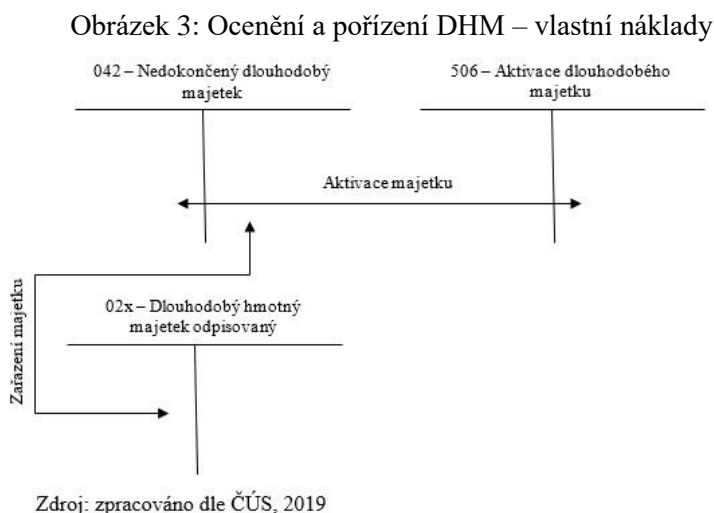 Obrázek 3: Ocenění a pořízení DHM – vlastní náklady
042 – Nedokončený dlouhodobý
majetek
506 – Aktivace dlouhodobého
majetku
Aktivace majetku
Zařazení majetku
02x – Dlouhodobý hmotný
majetek odpisovaný
Zdroj: zpracováno dle ČÚS, 2019